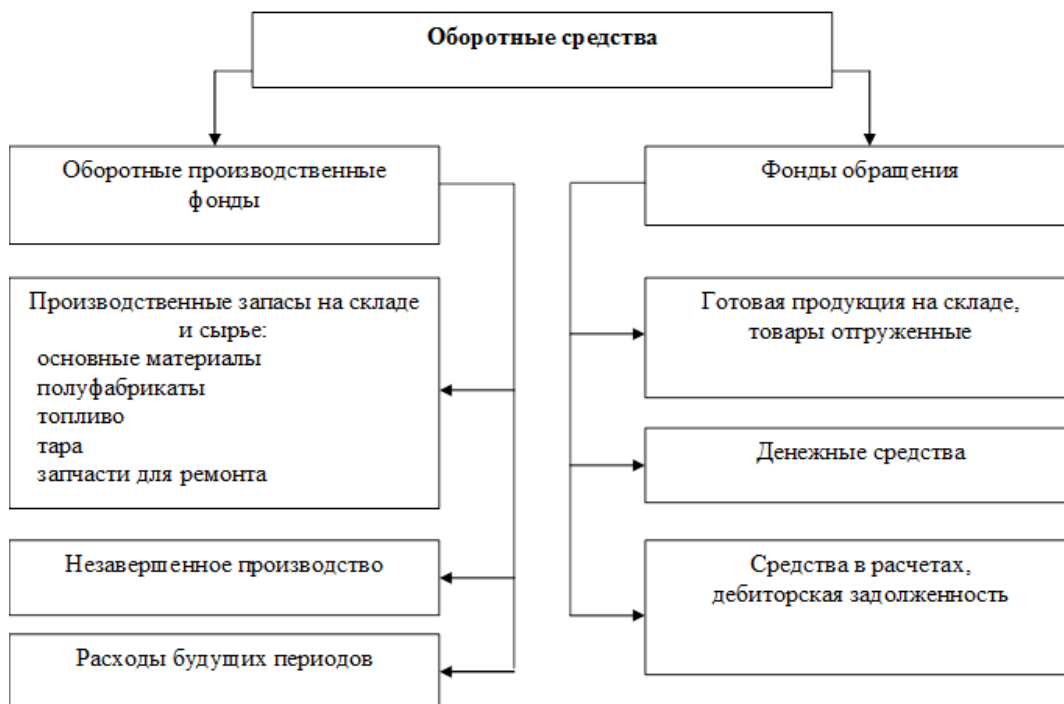 Оборотные средства
Оборотные производственные
фонды
Производственные запасы на складе
и сырье:
основные материалы
полуфабрикаты
топливо
тара
запчасти для ремонта
Незавершенное производство
Расходы будущих периодов
Фонды обращения
Готовая продукция на складе,
товары отгруженные
Денежные средства
Средства в расчетах,
дебиторская задолженность